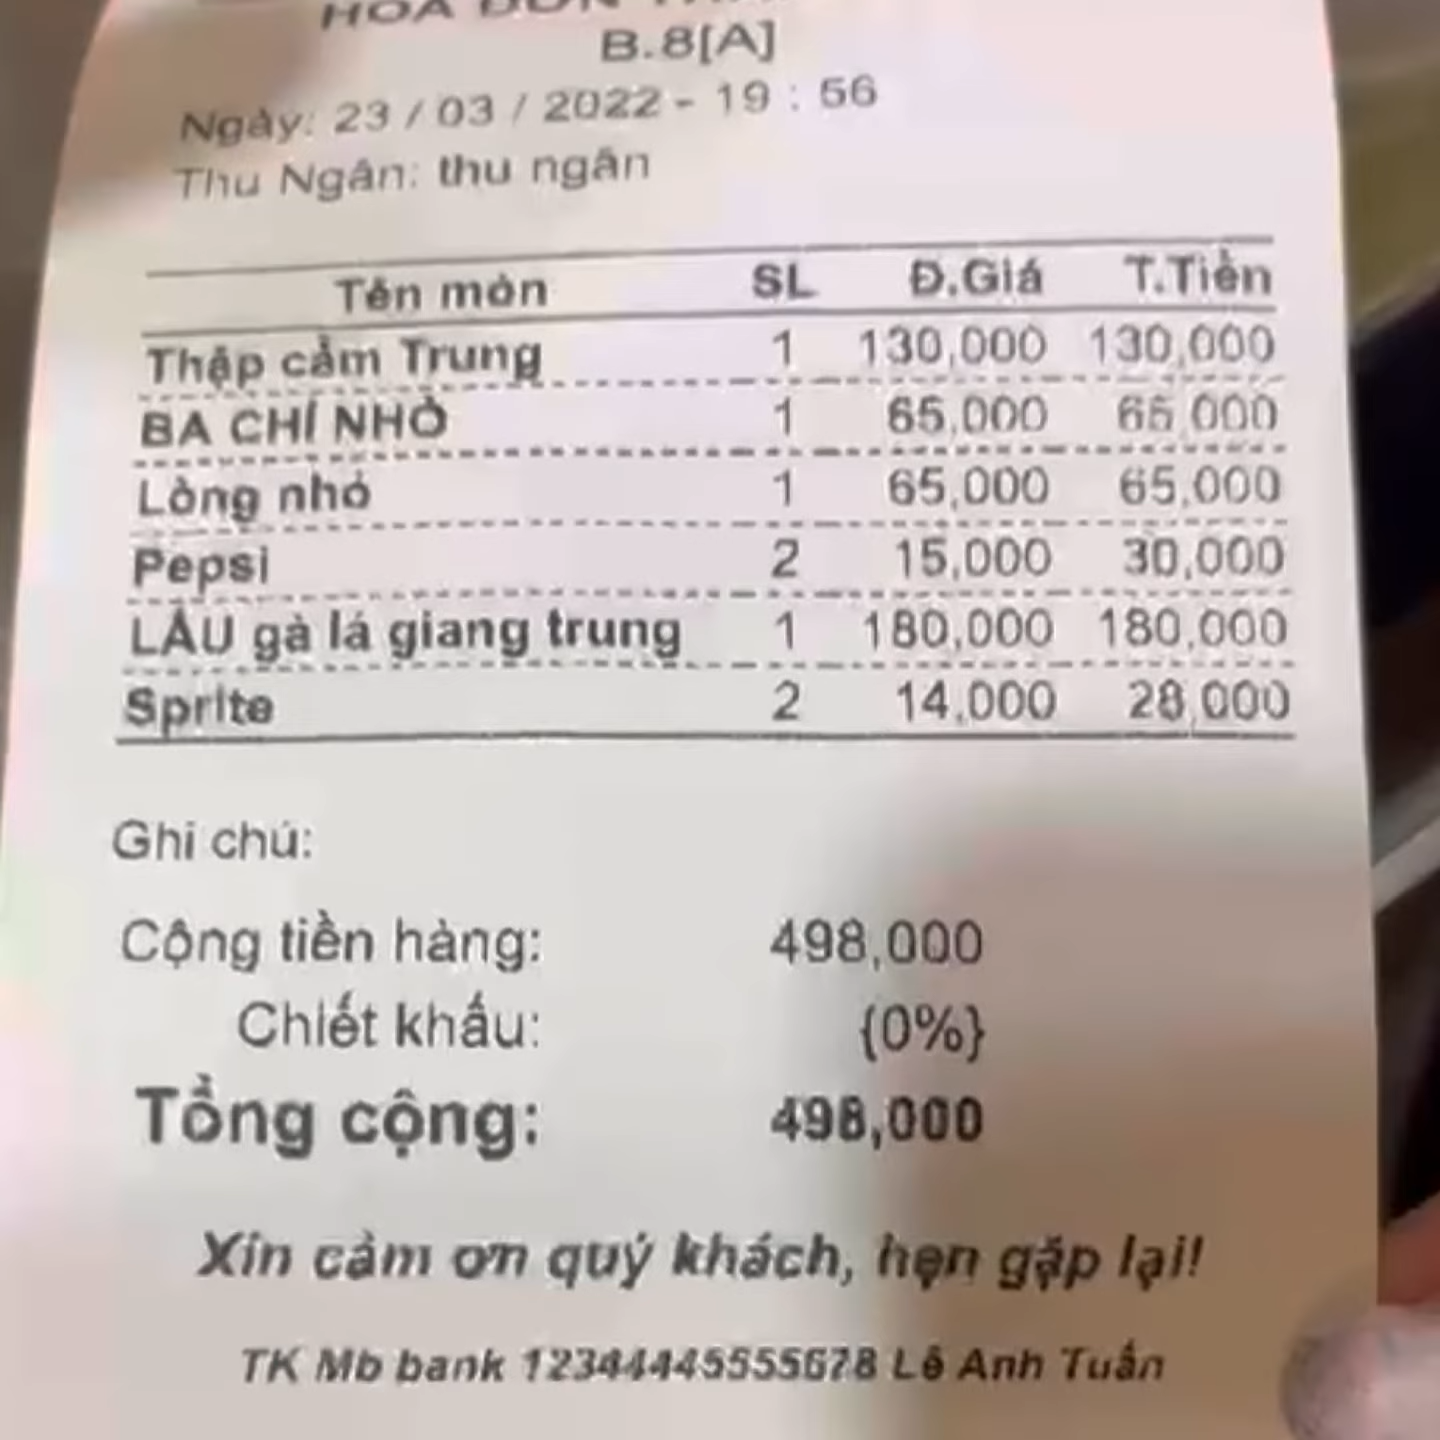 HOÁ ĐƠN
B.8[A]
Ngày: 23 / 03 / 2022 - 19 : 56
Thu Ngân: thu ngân
Tên món SL Đ.Giá T.Tiền
Thập cẩm Trung 1 130,000 130,000
BA CHỈ NHỎ 1 65,000 65,000
Lòng nhỏ 1 65,000 65,000
Pepsi 2 15,000 30,000
LẨU gà lá giang trung 1 180,000 180,000
Sprite 2 14,000 28,000
Ghi chú:
Cộng tiền hàng: 498,000
Chiết khấu: {0%}
Tổng cộng: 498,000
Xin cảm ơn quý khách, hẹn gặp lại!
TK Mb bank Lê Anh Tuấn